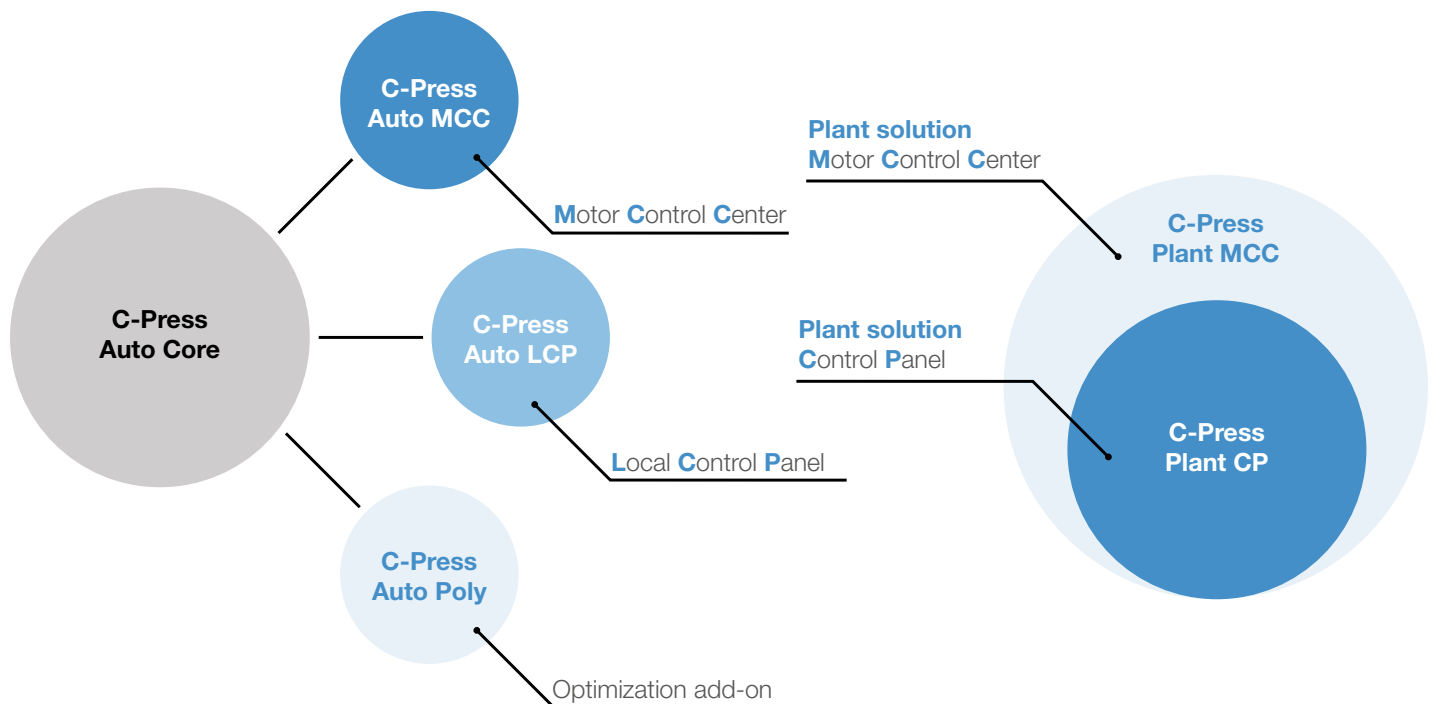 C-Press
Auto MCC
Motor Control Center
C-Press
Auto Core
C-Press
Auto LCP
Local Control Panel
C-Press
Auto Poly
Optimization add-on
Plant solution
Motor Control Center
C-Press
Plant MCC
Plant solution
Control Panel
C-Press
Plant CP